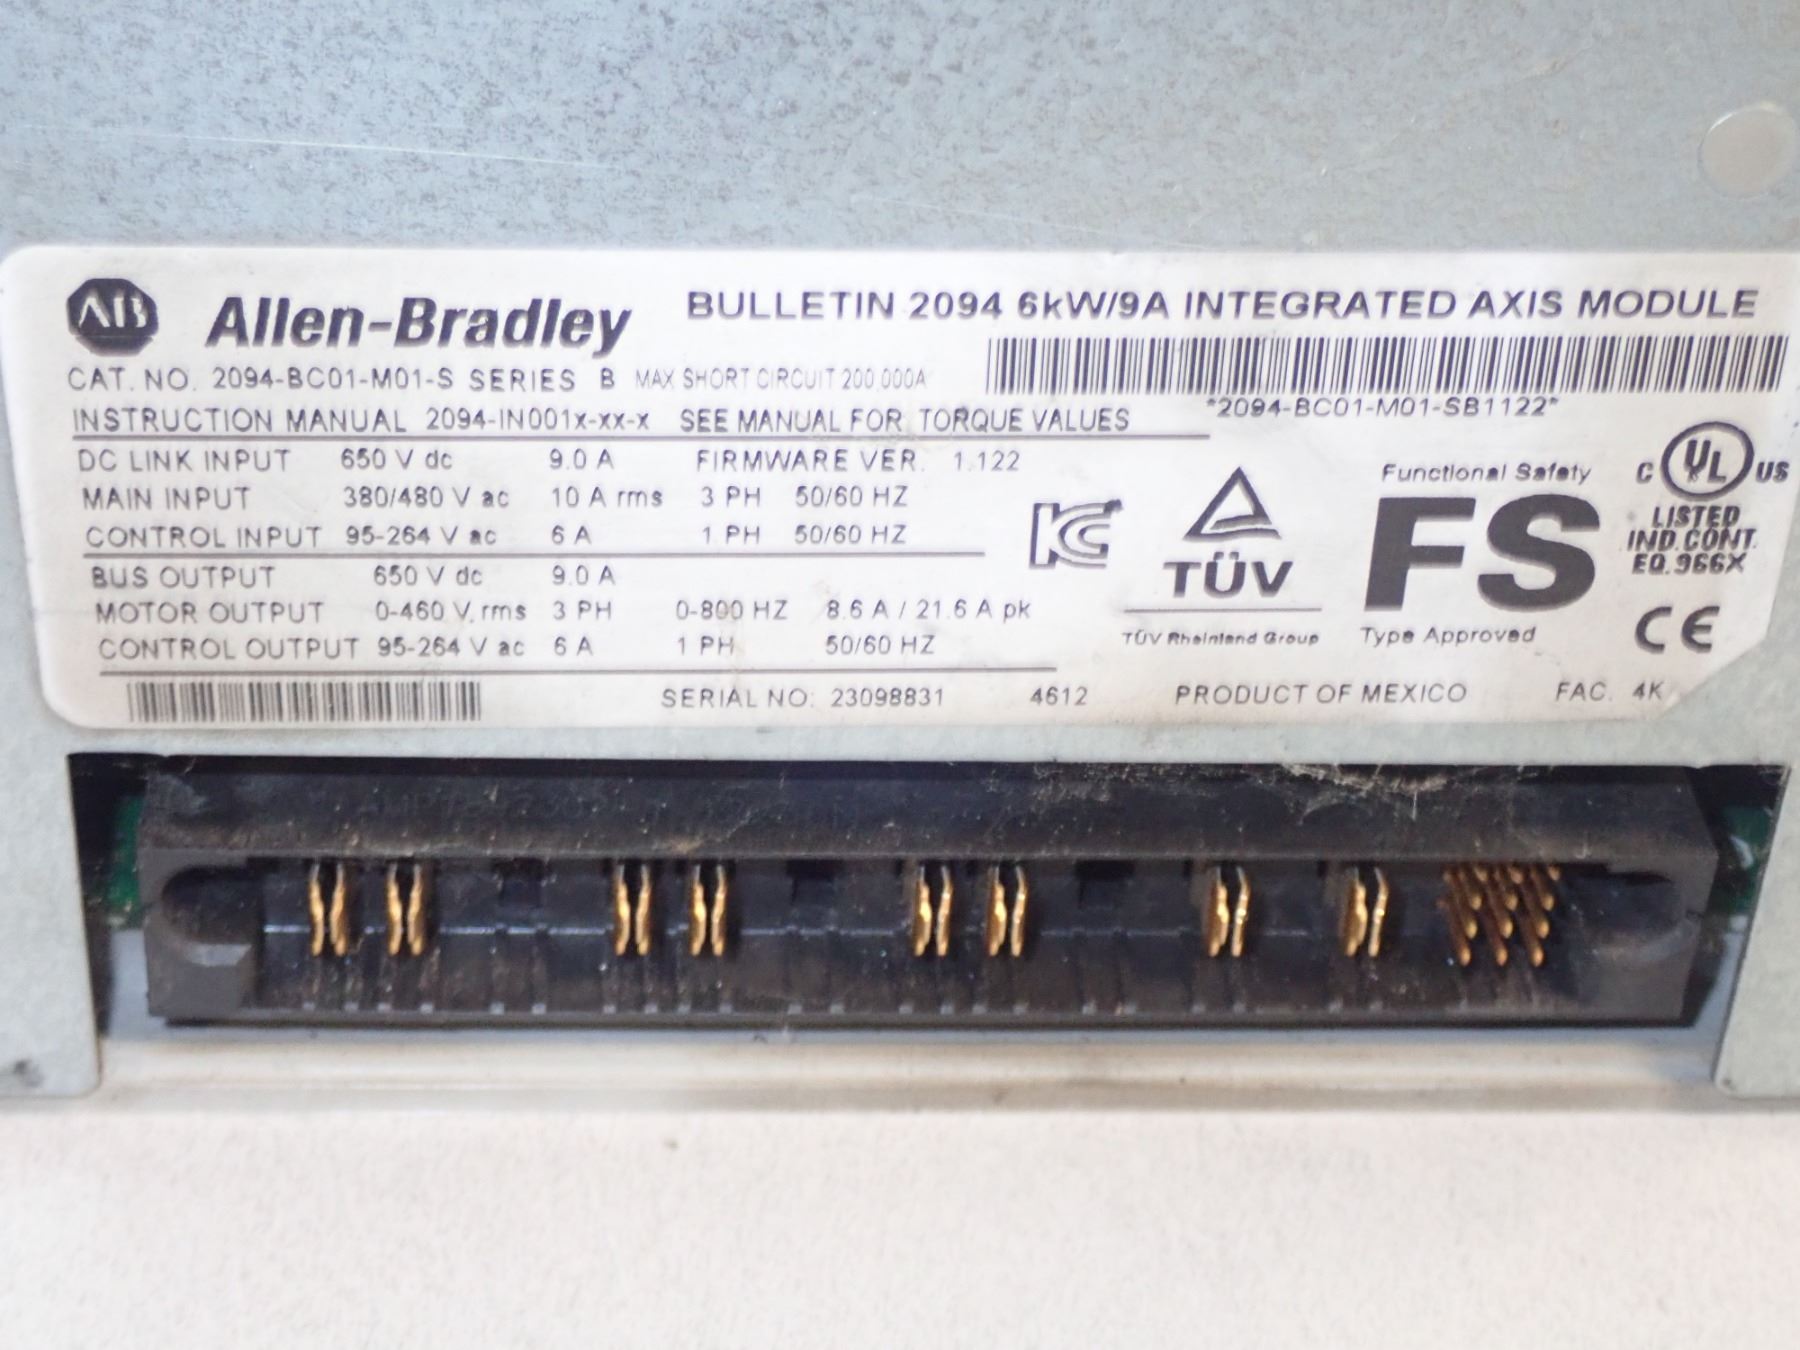 AB Allen-Bradley BULLETIN 2094 6kW/9A INTEGRATED AXIS MODULE
CAT. NO. 2094-BC01-M01-S SERIES B MAX SHORT CIRCUIT 200,000A
*2094-BC01-M01-SB1122*
INSTRUCTION MANUAL 2094-IN001x-xx-x SEE MANUAL FOR TORQUE VALUES
DC LINK INPUT 650 V dc 9.0 A FIRMWARE VER. 1.122
MAIN INPUT 380/480 V ac 10 A rms 3 PH 50/60 HZ
CONTROL INPUT 95-264 V ac 6 A 1 PH 50/60 HZ
BUS OUTPUT 650 V dc 9.0 A
MOTOR OUTPUT 0-460 V rms 3 PH 0-800 HZ 8.6 A / 21.6 A pk
CONTROL OUTPUT 95-264 V ac 6 A 1 PH 50/60 HZ
KC
TÜV
TÜV Rheinland Group
Functional Safety
FS
Type Approved
C UL US
LISTED
IND. CONT.
EQ. 966X
CE
SERIAL NO: 23098831 4612 PRODUCT OF MEXICO FAC. 4K